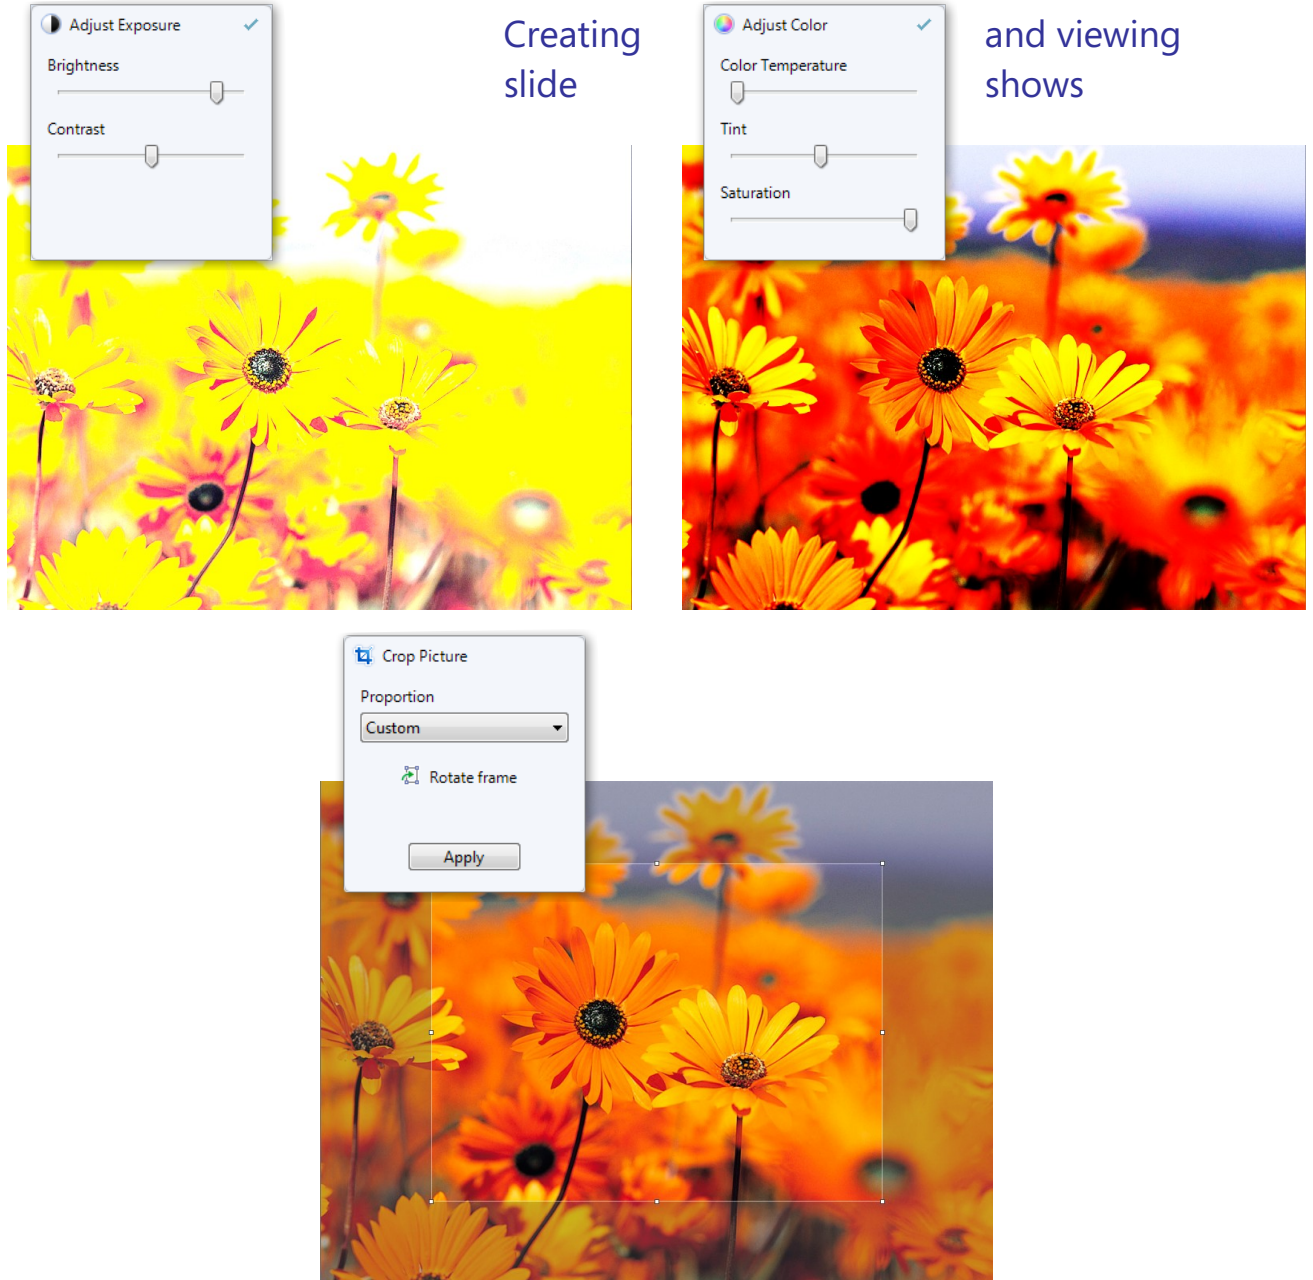 Adjust Exposure
Brightness
Contrast
Creating
slide
Adjust Color
Color Temperature
Tint
Saturation
and viewing
shows
Crop Picture
Proportion
Custom
Rotate frame
Apply